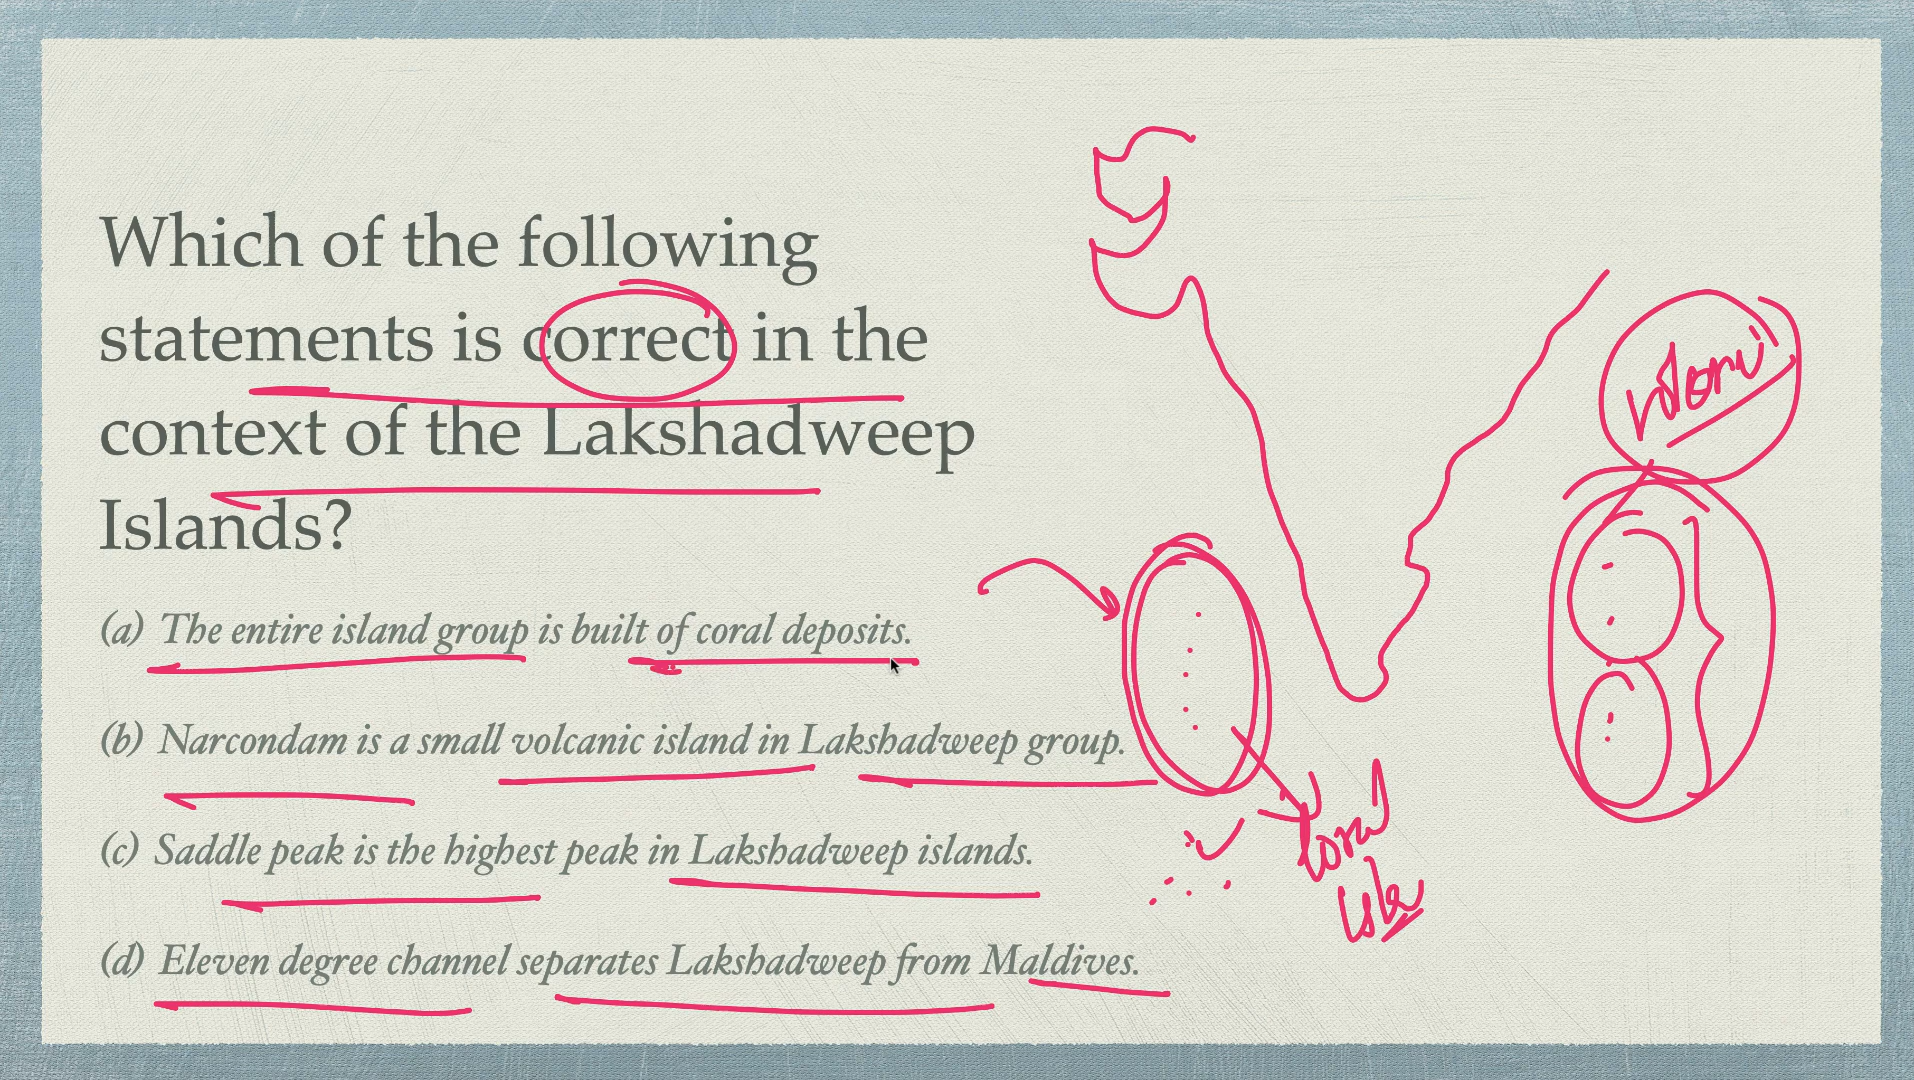 Which of the following
statements is correct in the
context of the Lakshadweep
Islands?
(a) The entire island group is built of coral deposits.
(b) Narcondam is a small volcanic island in Lakshadweep group.
(c) Saddle peak is the highest peak in Lakshadweep islands.
(d) Eleven degree channel separates Lakshadweep from Maldives.